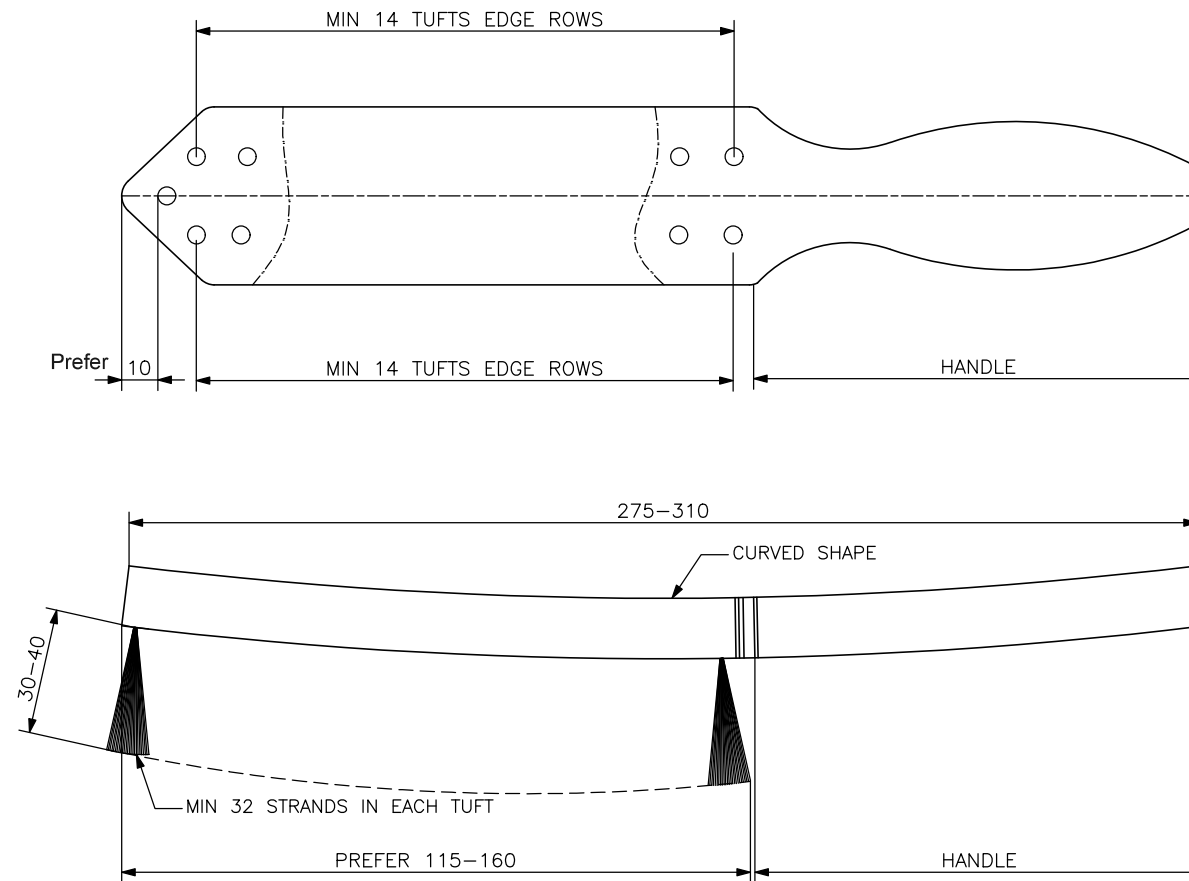 MIN 14 TUFTS EDGE ROWS
Prefer
10
MIN 14 TUFTS EDGE ROWS
HANDLE
275-310
CURVED SHAPE
30-40
MIN 32 STRANDS IN EACH TUFT
PREFER 115-160
HANDLE